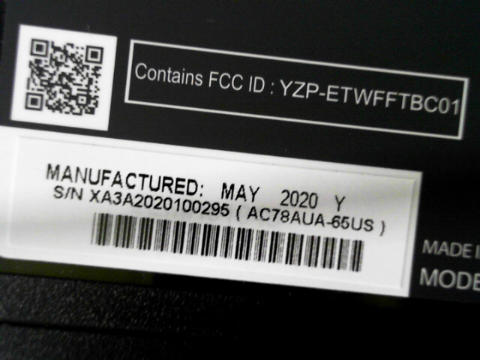 Contains FCC ID : YZP-ETWFFTBC01
MANUFACTURED: MAY 2020 Y
S/N XA3A2020100295 ( AC78AUA-65US )
MADE I
MODE